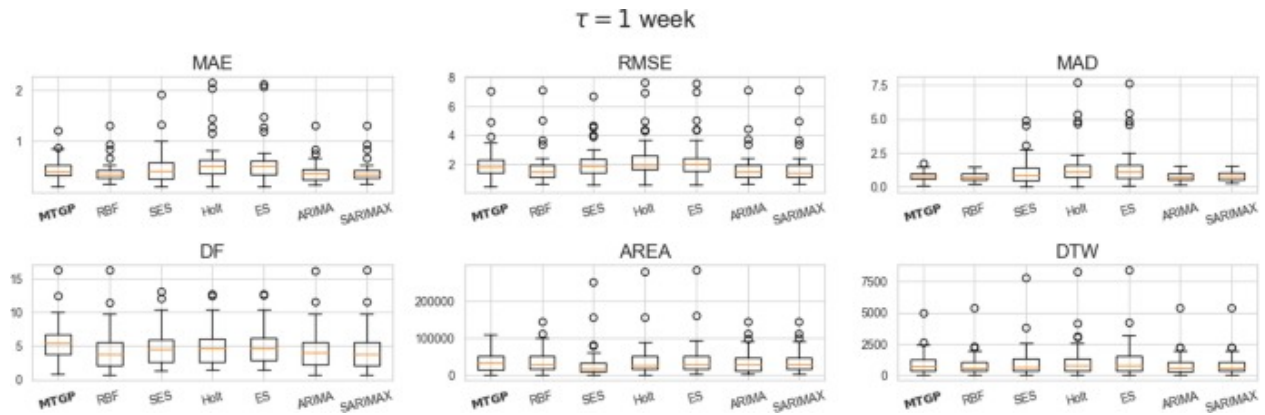 τ = 1 week
MAE
RMSE
MAD
2
1
8
6
4
2
7.5
5.0
2.5
0.0
MTGP RBF SES Holt ES ARIMA SARIMAX
MTGP RBF SES Holt ES ARIMA SARIMAX
MTGP RBF SES Holt ES ARIMA SARIMAX
DF
AREA
DTW
15
10
5
0
200000
100000
0
7500
5000
2500
0
MTGP RBF SES Holt ES ARIMA SARIMAX
MTGP RBF SES Holt ES ARIMA SARIMAX
MTGP RBF SES Holt ES ARIMA SARIMAX